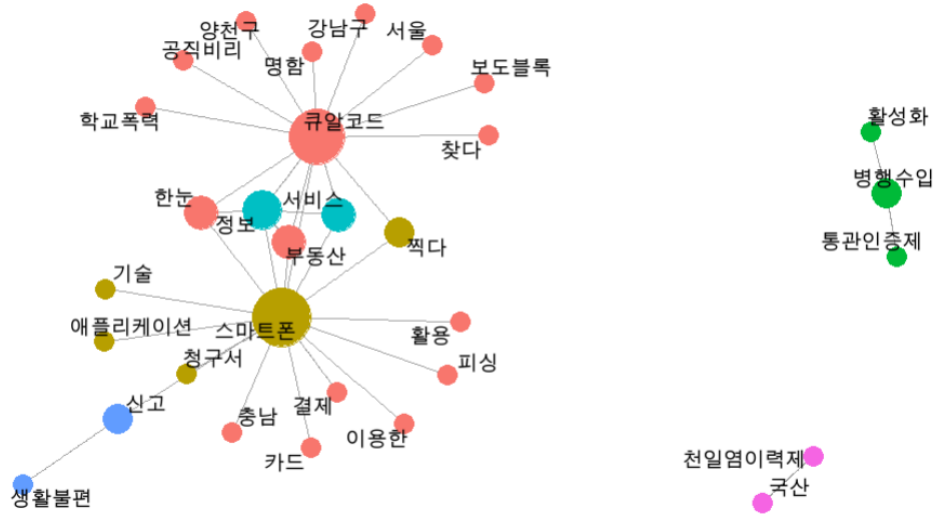 양천구
강남구
서울
공직비리
명함
보도블록
학교폭력
큐알코드
찾다
활성화
한눈
정보
서비스
병행수입
부동산
찍다
통관인증제
기술
애플리케이션
스마트폰
활용
청구서
피싱
신고
충남
결제
이용한
카드
천일염이력제
국산
생활불편